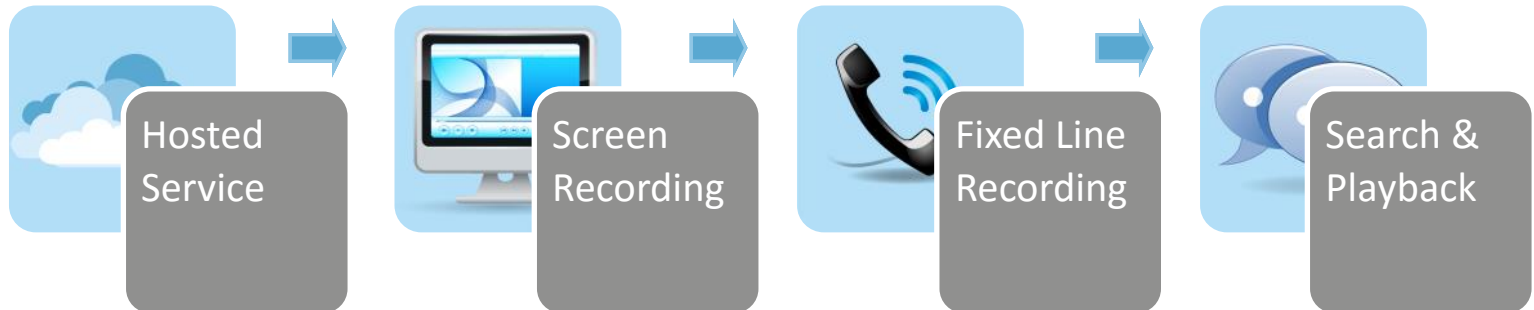 Hosted
Service
Screen
Recording
Fixed Line
Recording
Search &
Playback